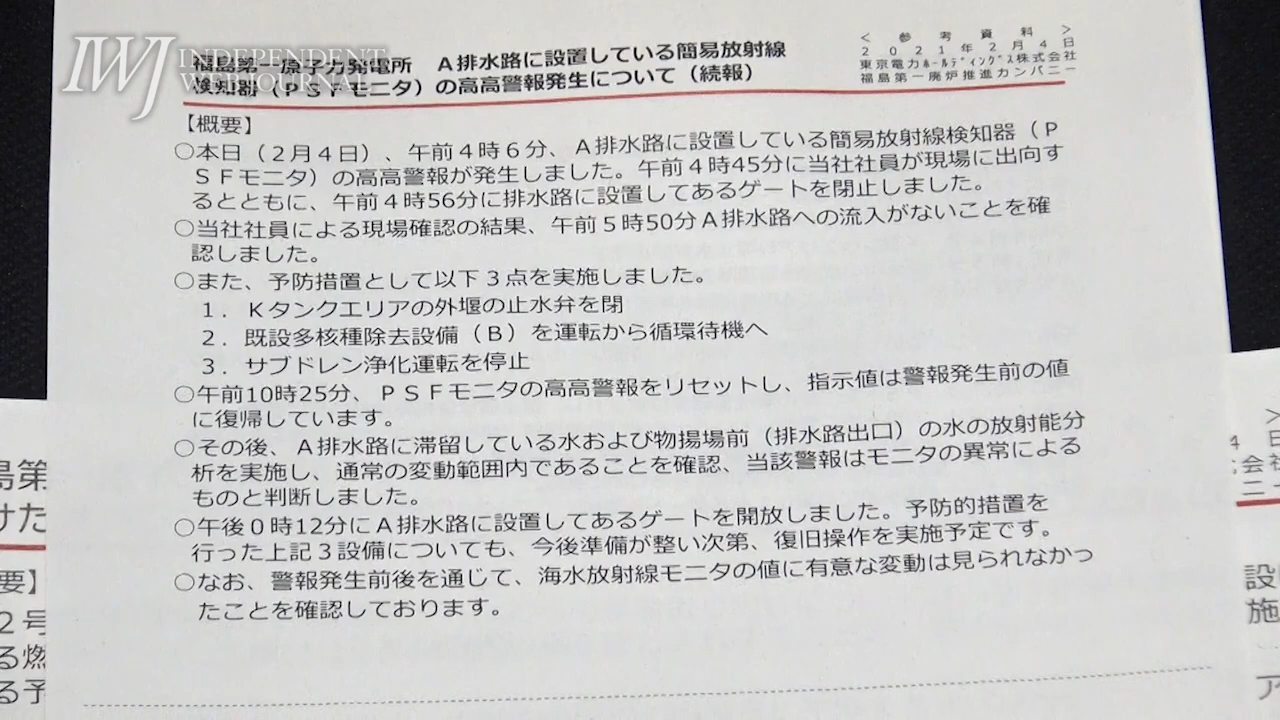 IWJ INDEPENDENT WEB JOURNAL
＜参考資料＞
２０２１年２月４日
東京電力ホールディングス株式会社
福島第一廃炉推進カンパニー
福島第一原子力発電所　Ａ排水路に設置している簡易放射線
検知器（ＰＳＦモニタ）の高高警報発生について（続報）
【概要】
○本日（２月４日）、午前４時６分、Ａ排水路に設置している簡易放射線検知器（Ｐ
ＳＦモニタ）の高高警報が発生しました。午前４時45分に当社社員が現場に出向す
るとともに、午前４時56分に排水路に設置してあるゲートを閉止しました。
○当社社員による現場確認の結果、午前５時50分Ａ排水路への流入がないことを確
認しました。
○また、予防措置として以下３点を実施しました。
１．Ｋタンクエリアの外堰の止水弁を閉
２．既設多核種除去設備（Ｂ）を運転から循環待機へ
３．サブドレン浄化運転を停止
○午前10時25分、ＰＳＦモニタの高高警報をリセットし、指示値は警報発生前の値
に復帰しています。
○その後、Ａ排水路に滞留している水および物揚場前（排水路出口）の水の放射能分
析を実施し、通常の変動範囲内であることを確認、当該警報はモニタの異常による
ものと判断しました。
○午後０時12分にＡ排水路に設置してあるゲートを開放しました。予防的措置を
行った上記３設備についても、今後準備が整い次第、復旧操作を実施予定です。
○なお、警報発生前後を通じて、海水放射線モニタの値に有意な変動は見られなかっ
たことを確認しております。
島第
けた
要】
２号
る燃
る予
＞
４日
会社
ニー
設
施
ア